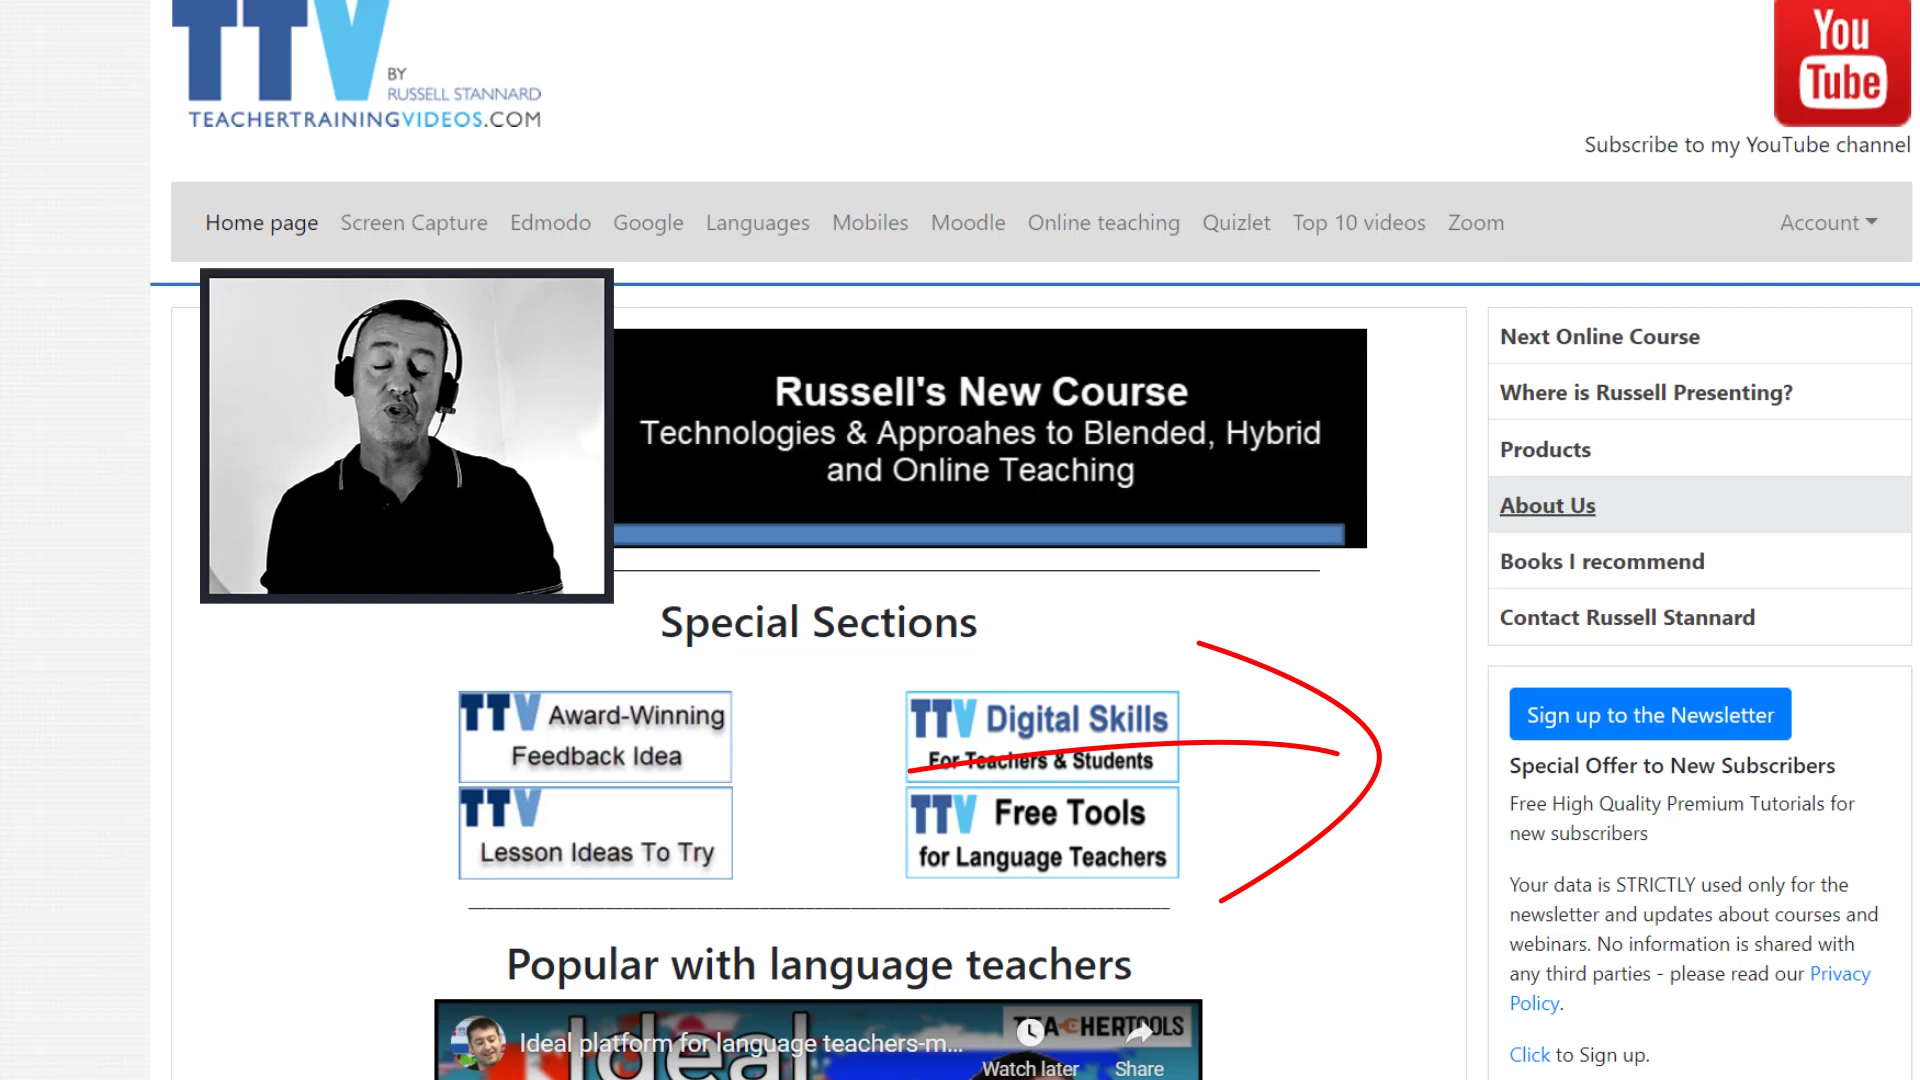 TTV
BY
RUSSELL STANNARD
TEACHERTRAININGVIDEOS.COM
You
Tube
Subscribe to my YouTube channel
Home page Screen Capture Edmodo Google Languages Mobiles Moodle Online teaching Quizlet Top 10 videos Zoom Account
Russell's New Course
Technologies & Approahes to Blended, Hybrid
and Online Teaching
Special Sections
TTV Award-Winning
Feedback Idea
TTV Digital Skills
For Teachers & Students
TTV
Lesson Ideas To Try
TTV Free Tools
for Language Teachers
Popular with language teachers
Ideal platform for language teachers-m...
Ideal
TEACHERTOOLS
Watch later
Share
Next Online Course
Where is Russell Presenting?
Products
About Us
Books I recommend
Contact Russell Stannard
Sign up to the Newsletter
Special Offer to New Subscribers
Free High Quality Premium Tutorials for
new subscribers
Your data is STRICTLY used only for the
newsletter and updates about courses and
webinars. No information is shared with
any third parties - please read our Privacy
Policy.
Click to Sign up.